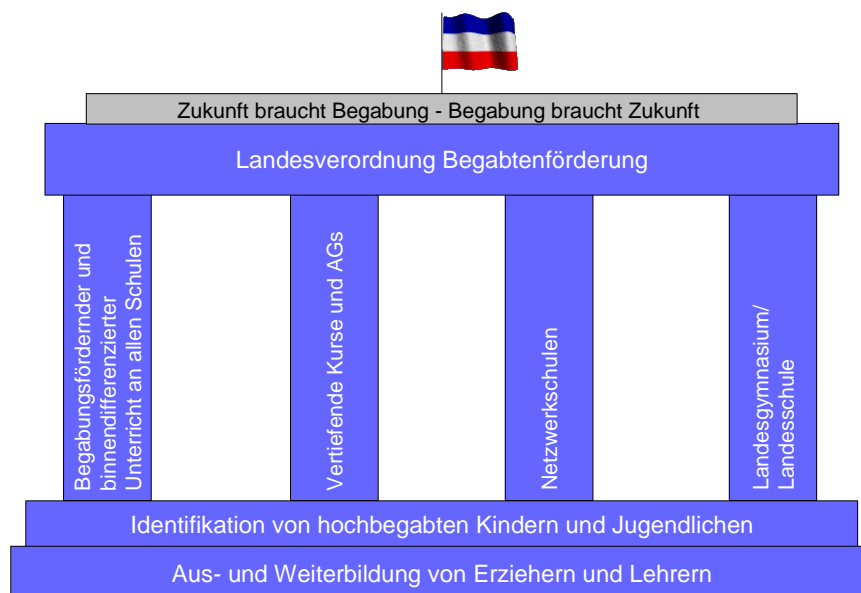 Zukunft braucht Begabung - Begabung braucht Zukunft
Landesverordnung Begabtenförderung
Begabungsfördernder und
binnendifferenzierter
Unterricht an allen Schulen
Vertiefende Kurse und AGs
Netzwerkschulen
Landesgymnasium/
Landesschule
Identifikation von hochbegabten Kindern und Jugendlichen
Aus- und Weiterbildung von Erziehern und Lehrern